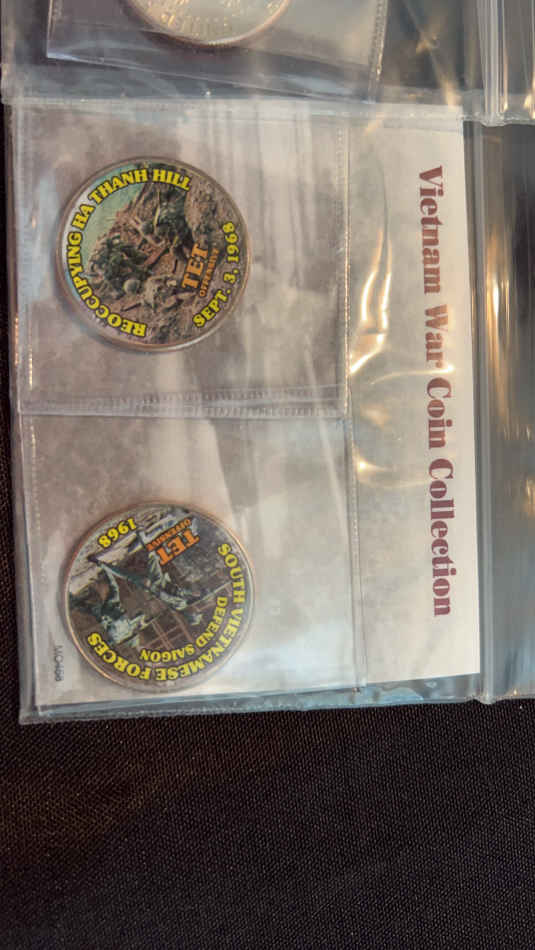 Vietnam War Coin Collection
REOCCUPYING HA THANH HILL
TET
OFFENSIVE
SEPT. 3, 1968
SOUTH VIETNAMESE FORCES
DEFEND SAIGON
TET
OFFENSIVE
1968